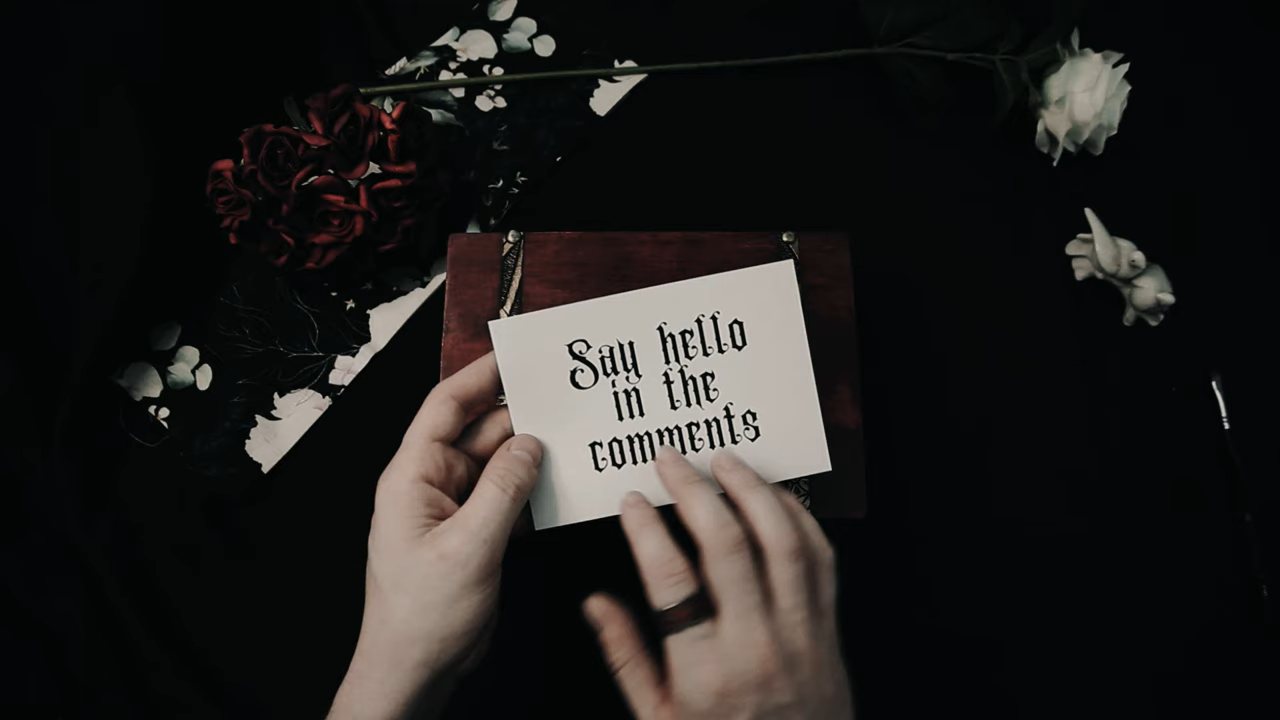 Say hello
in the
comments